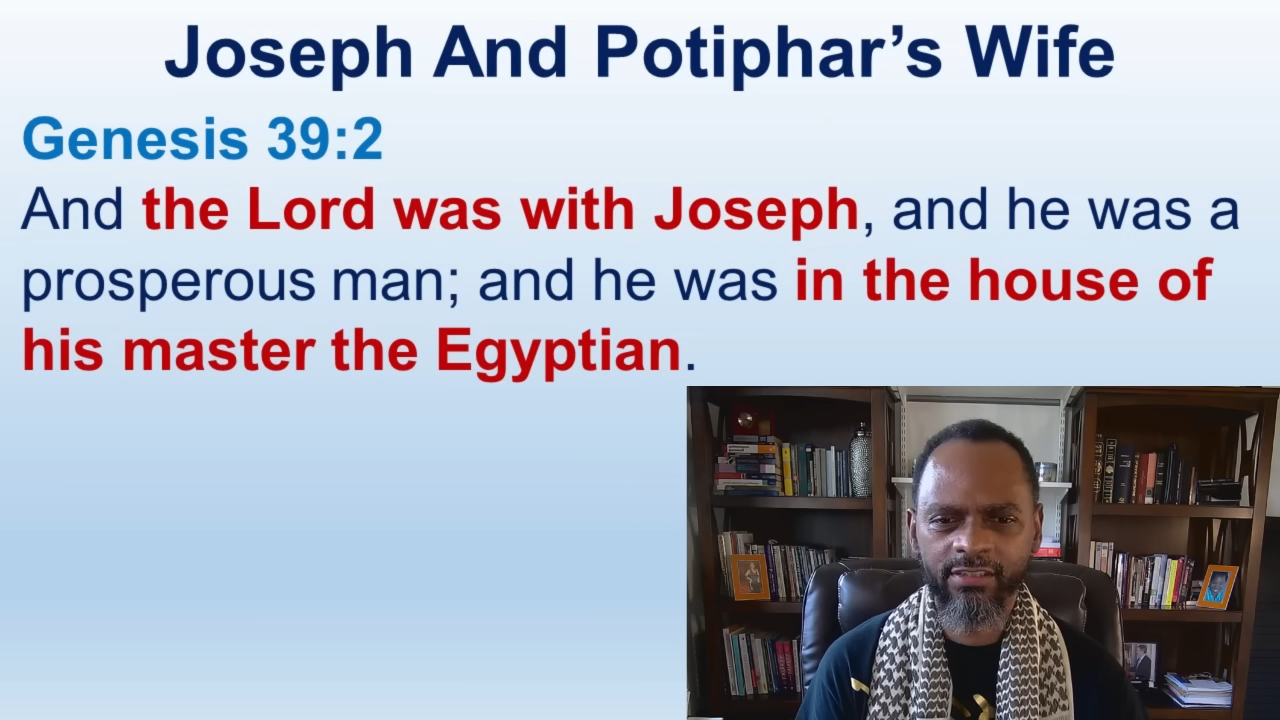 Joseph And Potiphar’s Wife
Genesis 39:2
And the Lord was with Joseph, and he was a
prosperous man; and he was in the house of
his master the Egyptian.